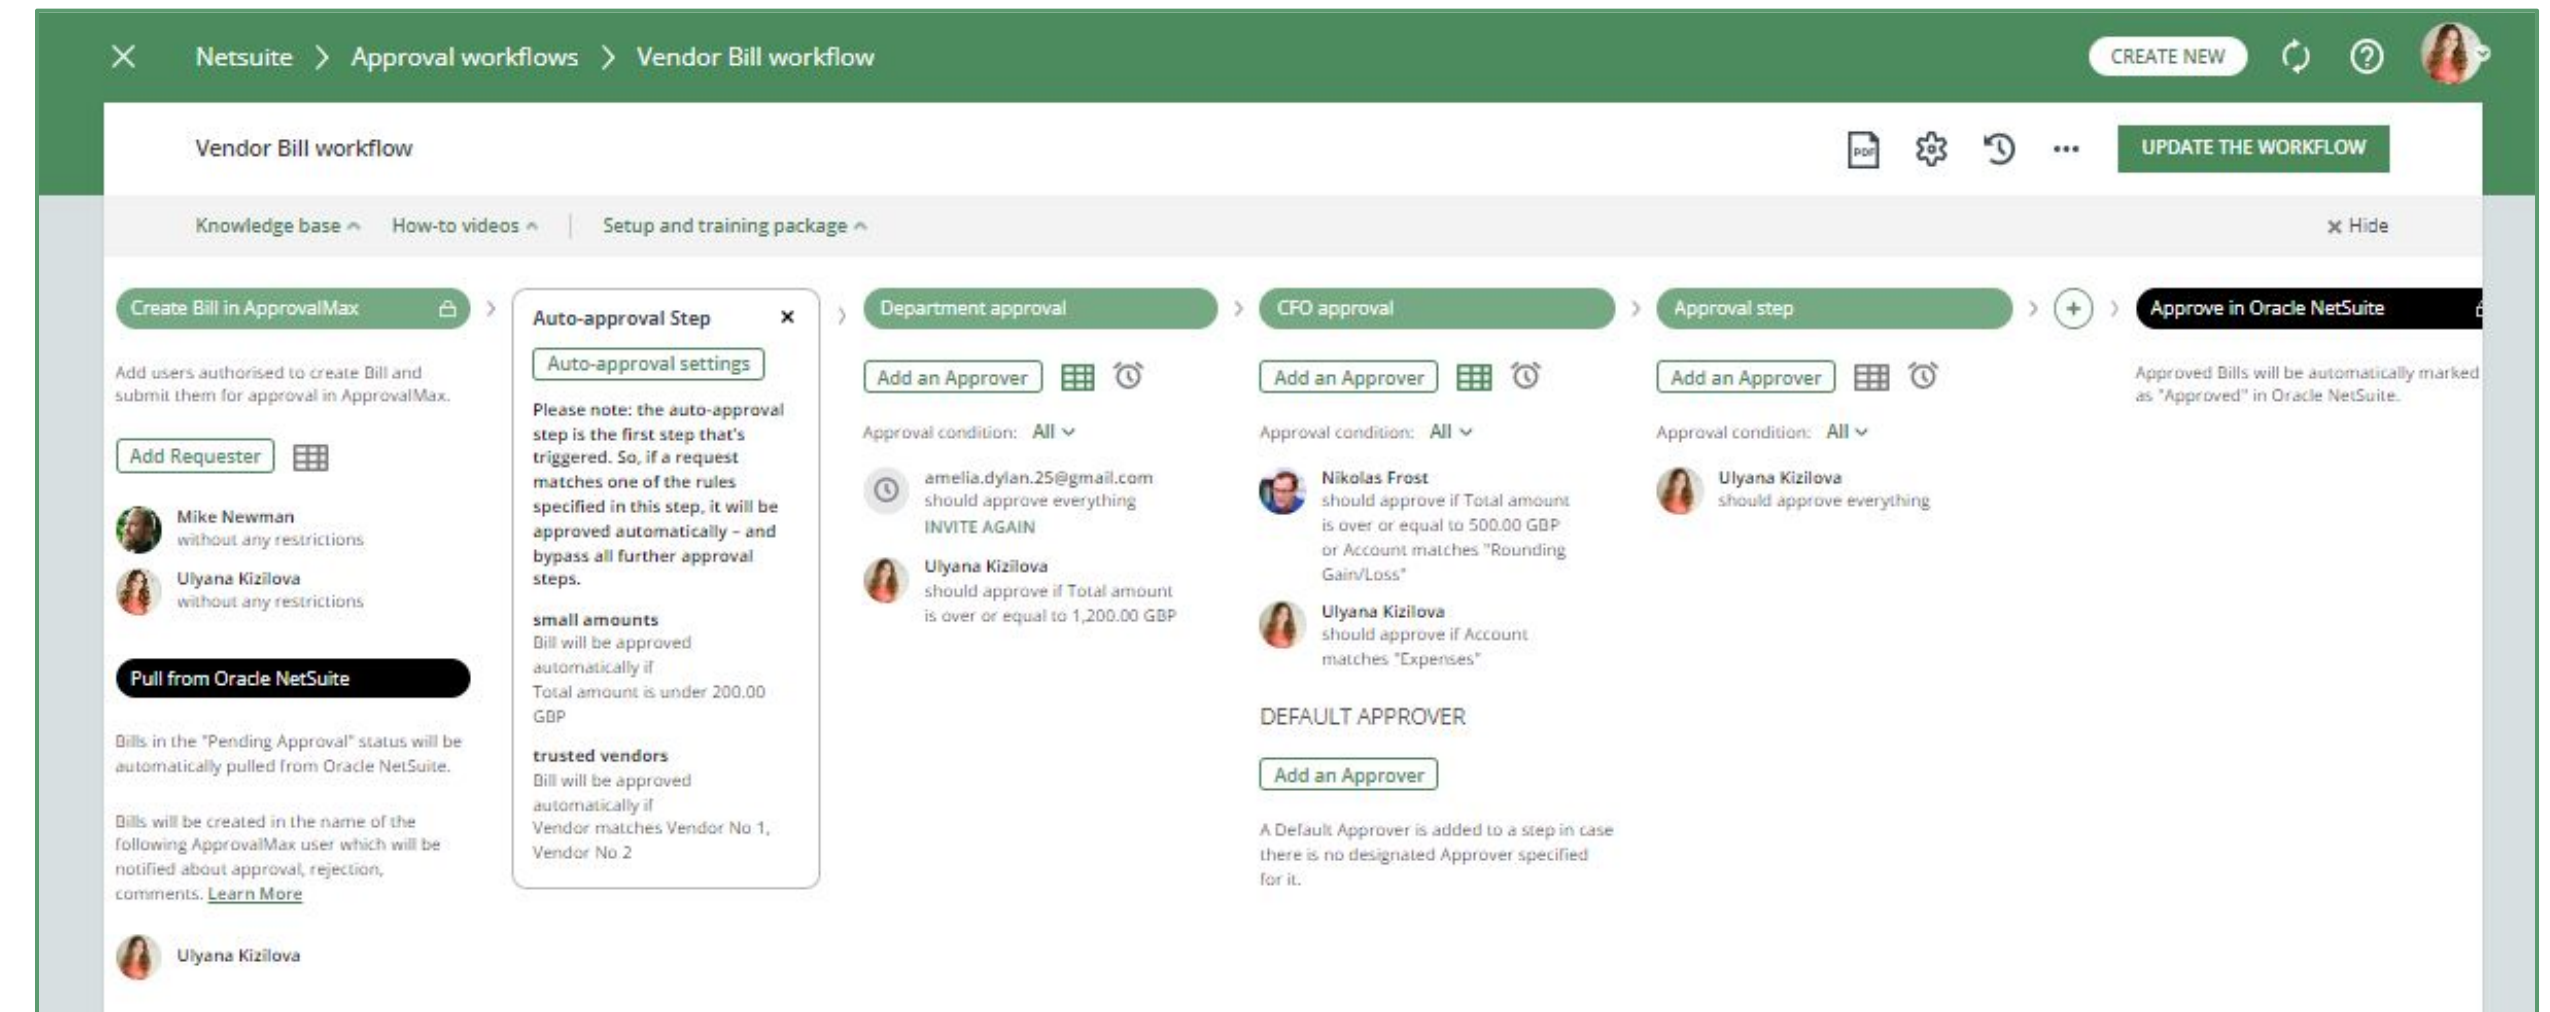 Netsuite > Approval workflows > Vendor Bill workflow
CREATE NEW
Vendor Bill workflow
PDF
UPDATE THE WORKFLOW
Knowledge base
How-to videos
Setup and training package
Hide
Create Bill in ApprovalMax
Add users authorised to create Bill and
submit them for approval in ApprovalMax.
Add Requester
Mike Newman
without any restrictions
Ulyana Kizilova
without any restrictions
Pull from Oracle NetSuite
Bills in the "Pending Approval" status will be
automatically pulled from Oracle NetSuite.
Bills will be created in the name of the
following ApprovalMax user which will be
notified about approval, rejection,
comments. Learn More
Ulyana Kizilova
Auto-approval Step
Auto-approval settings
Please note: the auto-approval
step is the first step that's
triggered. So, if a request
matches one of the rules
specified in this step, it will be
approved automatically – and
bypass all further approval
steps.
small amounts
Bill will be approved
automatically if
Total amount is under 200.00
GBP
trusted vendors
Bill will be approved
automatically if
Vendor matches Vendor No 1,
Vendor No 2
Department approval
Add an Approver
Approval condition: All
amelia.dylan.25@gmail.com
should approve everything
INVITE AGAIN
Ulyana Kizilova
should approve if Total amount
is over or equal to 1,200.00 GBP
CFO approval
Add an Approver
Approval condition: All
Nikolas Frost
should approve if Total amount
is over or equal to 500.00 GBP
or Account matches "Rounding
Gain/Loss"
Ulyana Kizilova
should approve if Account
matches "Expenses"
DEFAULT APPROVER
Add an Approver
A Default Approver is added to a step in case
there is no designated Approver specified
for it.
Approval step
Add an Approver
Approval condition: All
Ulyana Kizilova
should approve everything
Approve in Oracle NetSuite
Approved Bills will be automatically marked
as "Approved" in Oracle NetSuite.